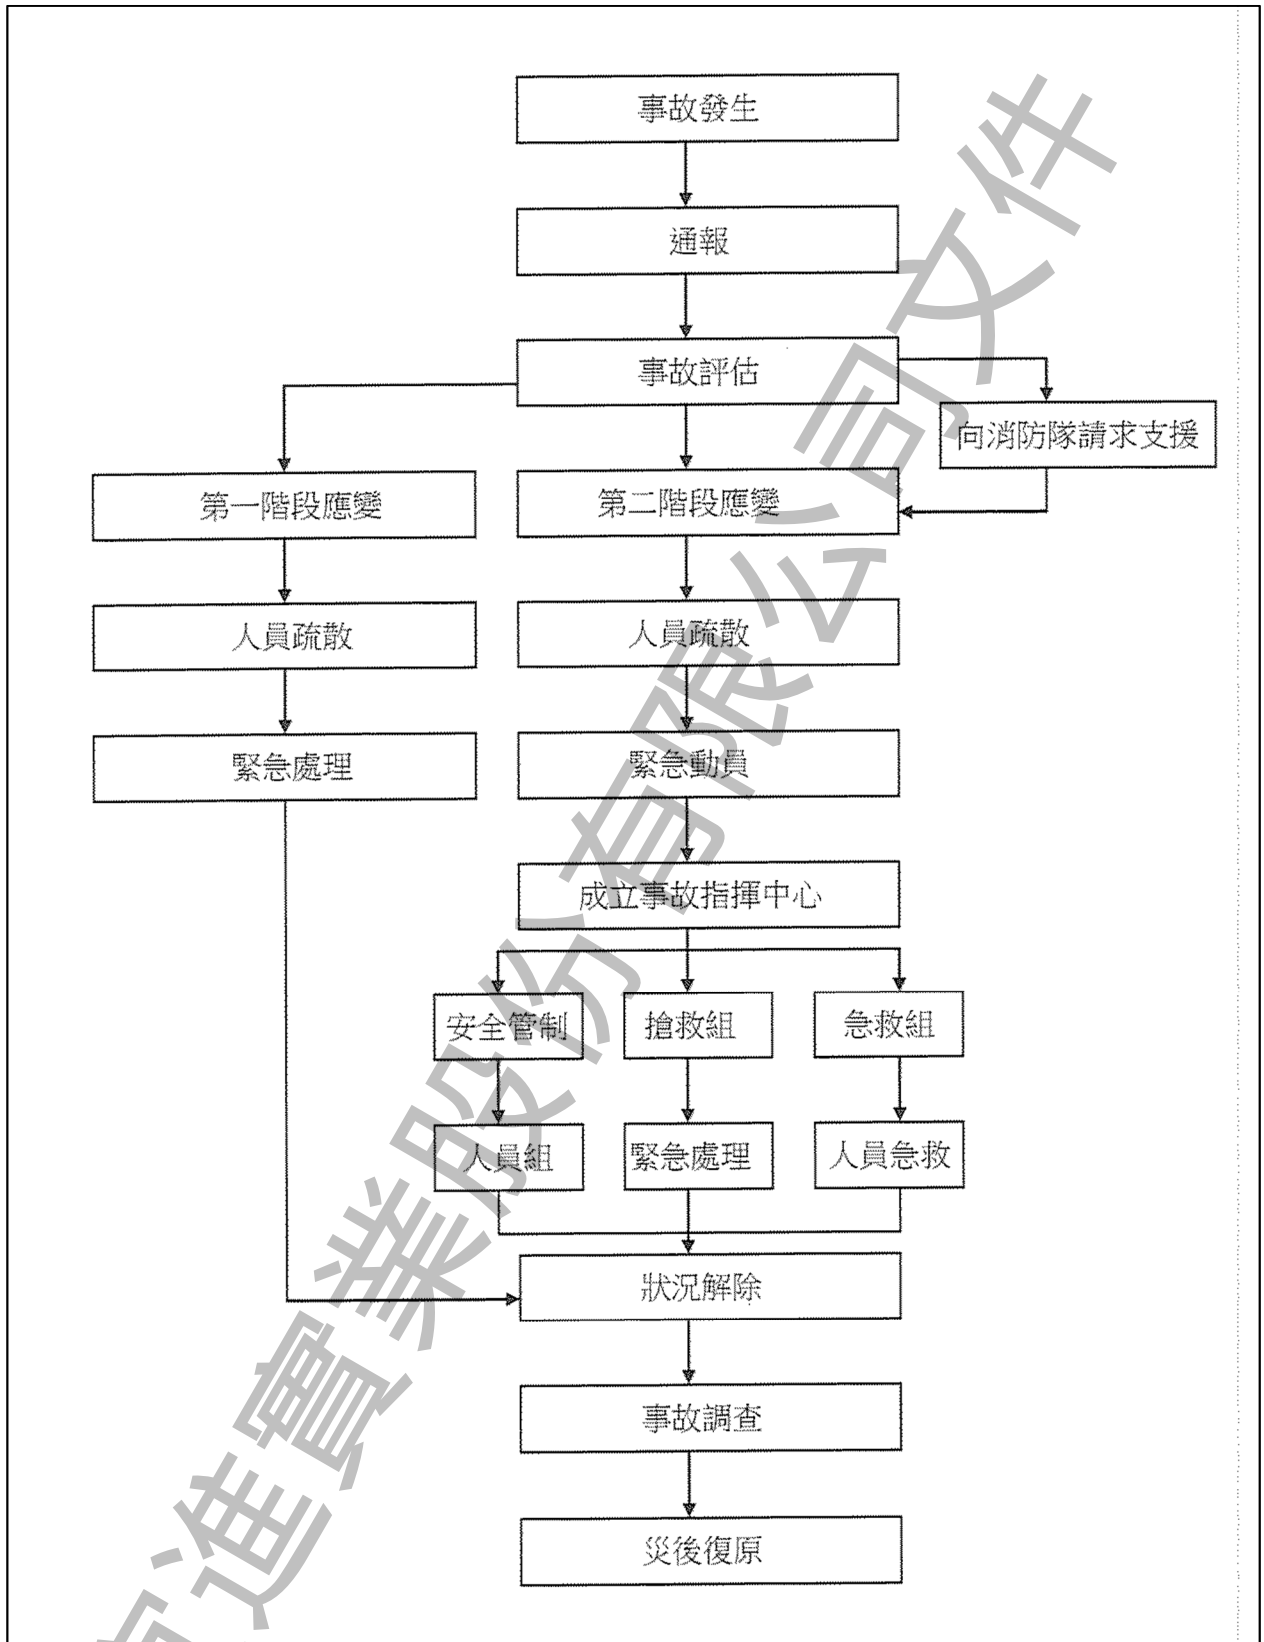 事故發生
通報
事故評估
向消防隊請求支援
第一階段應變
第二階段應變
人員疏散
人員疏散
緊急處理
緊急動員
成立事故指揮中心
安全管制
搶救組
急救組
人員組
緊急處理
人員急救
狀況解除
事故調查
災後復原
進實業股份有限公司文件